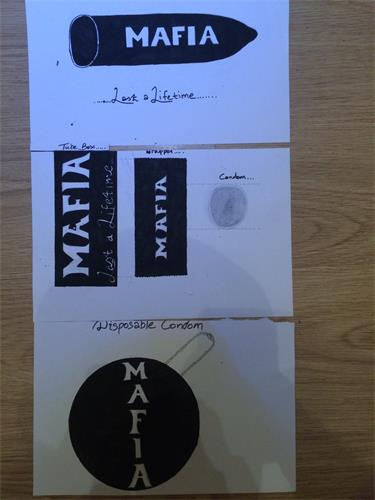 MAFIA
.....Last a Lifetime.......
Tube Box.....
Wrapper...
Condom...
MAFIA
Last a Lifetime
MAFIA
Disposable Condom
MAFIA